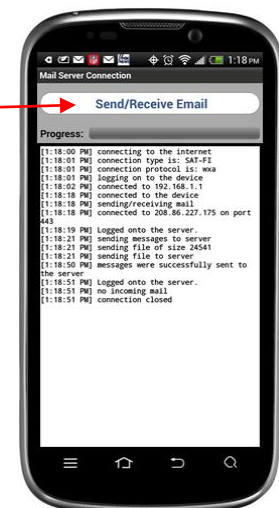 1:18 PM
Mail Server Connection
Send/Receive Email
Progress:
[1:18:00 PM] connecting to the internet
[1:18:01 PM] connection type is: SAT-FI
[1:18:01 PM] connection protocol is: wxa
[1:18:01 PM] logging on to the device
[1:18:02 PM] connected to 192.168.1.1
[1:18:18 PM] connected to the device
[1:18:18 PM] sending/receiving mail
[1:18:18 PM] connected to 208.86.227.175 on port
443
[1:18:19 PM] Logged onto the server.
[1:18:21 PM] sending messages to server
[1:18:21 PM] sending file of size 24541
[1:18:21 PM] sending file to server
[1:18:50 PM] messages were successfully sent to
the server
[1:18:51 PM] Logged onto the server.
[1:18:51 PM] no incoming mail
[1:18:51 PM] connection closed